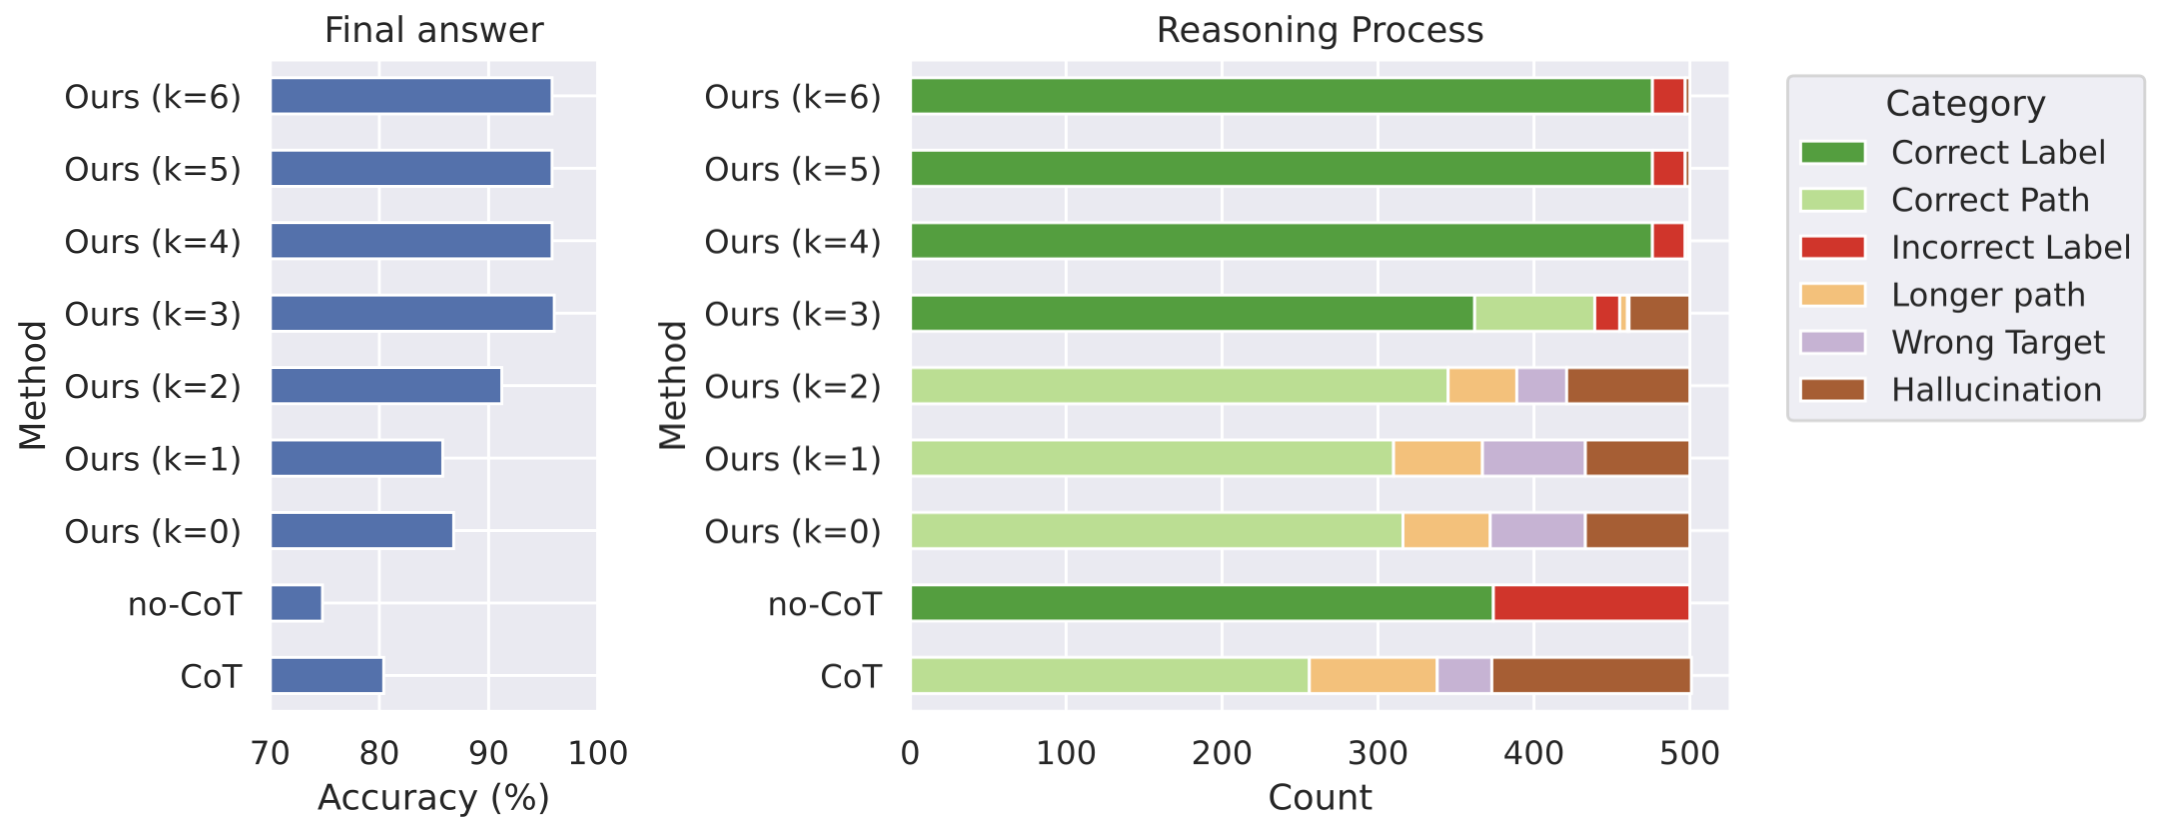 Final answer
Method
Ours (k=6)
Ours (k=5)
Ours (k=4)
Ours (k=3)
Ours (k=2)
Ours (k=1)
Ours (k=0)
no-CoT
CoT
70 80 90 100
Accuracy (%)
Reasoning Process
Method
Ours (k=6)
Ours (k=5)
Ours (k=4)
Ours (k=3)
Ours (k=2)
Ours (k=1)
Ours (k=0)
no-CoT
CoT
0 100 200 300 400 500
Count
Category
Correct Label
Correct Path
Incorrect Label
Longer path
Wrong Target
Hallucination